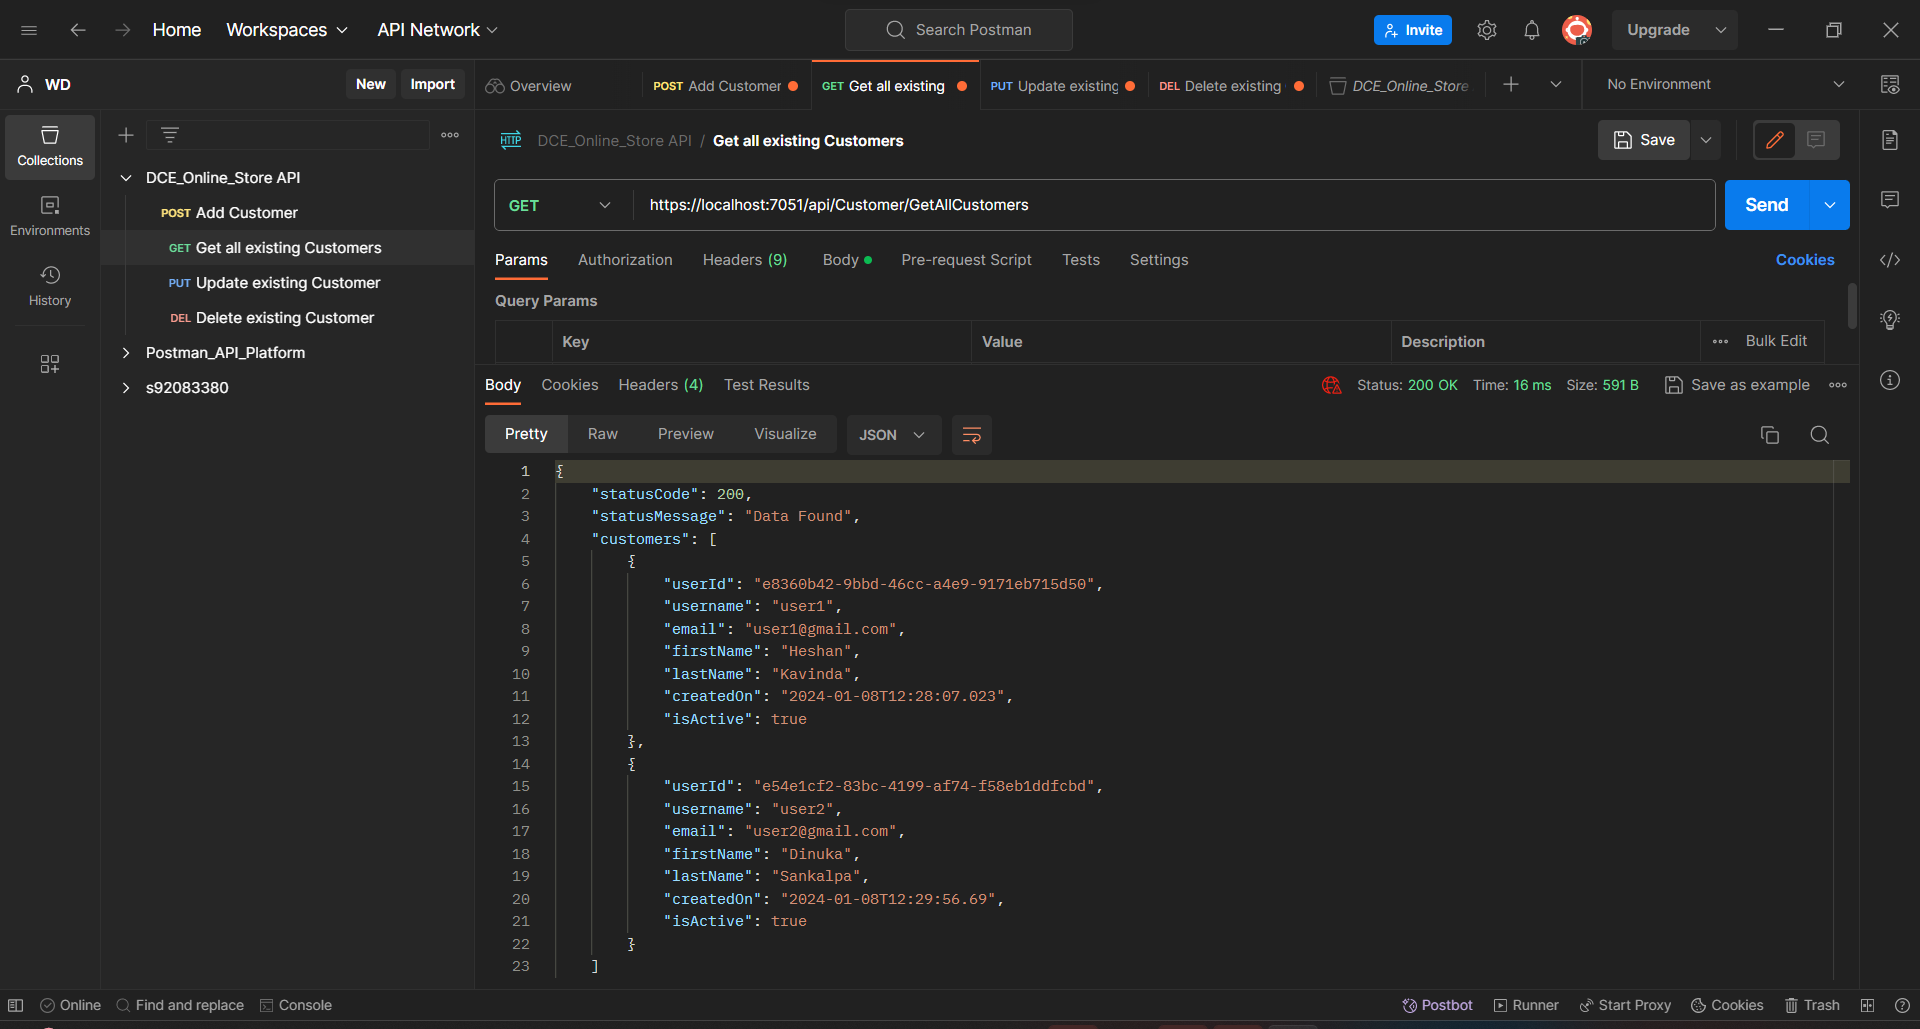 Home Workspaces API Network Search Postman Invite Upgrade
WD New Import Overview POST Add Customer GET Get all existing PUT Update existing DEL Delete existing DCE_Online_Store No Environment
Collections
Environments
History
DCE_Online_Store API
POST Add Customer
GET Get all existing Customers
PUT Update existing Customer
DEL Delete existing Customer
Postman_API_Platform
s92083380
HTTP DCE_Online_Store API / Get all existing Customers Save
GET https://localhost:7051/api/Customer/GetAllCustomers Send
Params Authorization Headers (9) Body Pre-request Script Tests Settings Cookies
Query Params
Key Value Description Bulk Edit
Body Cookies Headers (4) Test Results Status: 200 OK Time: 16 ms Size: 591 B Save as example
Pretty Raw Preview Visualize JSON
1 {
2 "statusCode": 200,
3 "statusMessage": "Data Found",
4 "customers": [
5 {
6 "userId": "e8360b42-9bbd-46cc-a4e9-9171eb715d50",
7 "username": "user1",
8 "email": "user1@gmail.com",
9 "firstName": "Heshan",
10 "lastName": "Kavinda",
11 "createdOn": "2024-01-08T12:28:07.023",
12 "isActive": true
13 },
14 {
15 "userId": "e54e1cf2-83bc-4199-af74-f58eb1ddfcbd",
16 "username": "user2",
17 "email": "user2@gmail.com",
18 "firstName": "Dinuka",
19 "lastName": "Sankalpa",
20 "createdOn": "2024-01-08T12:29:56.69",
21 "isActive": true
22 }
23 ]
Online Find and replace Console Postbot Runner Start Proxy Cookies Trash